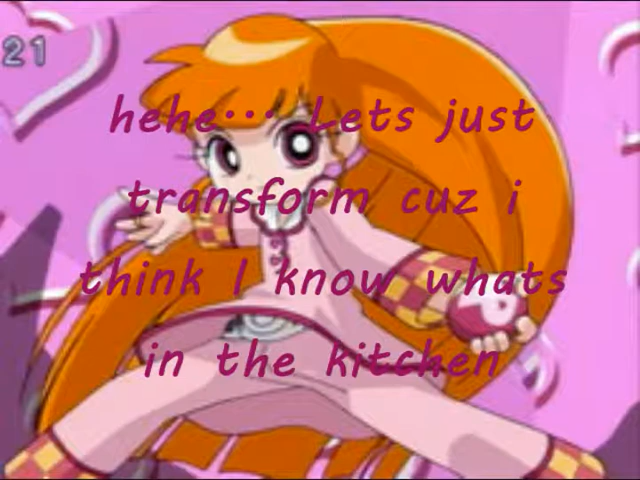 21
hehe... Lets just
transform cuz i
think I know whats
in the kitchen